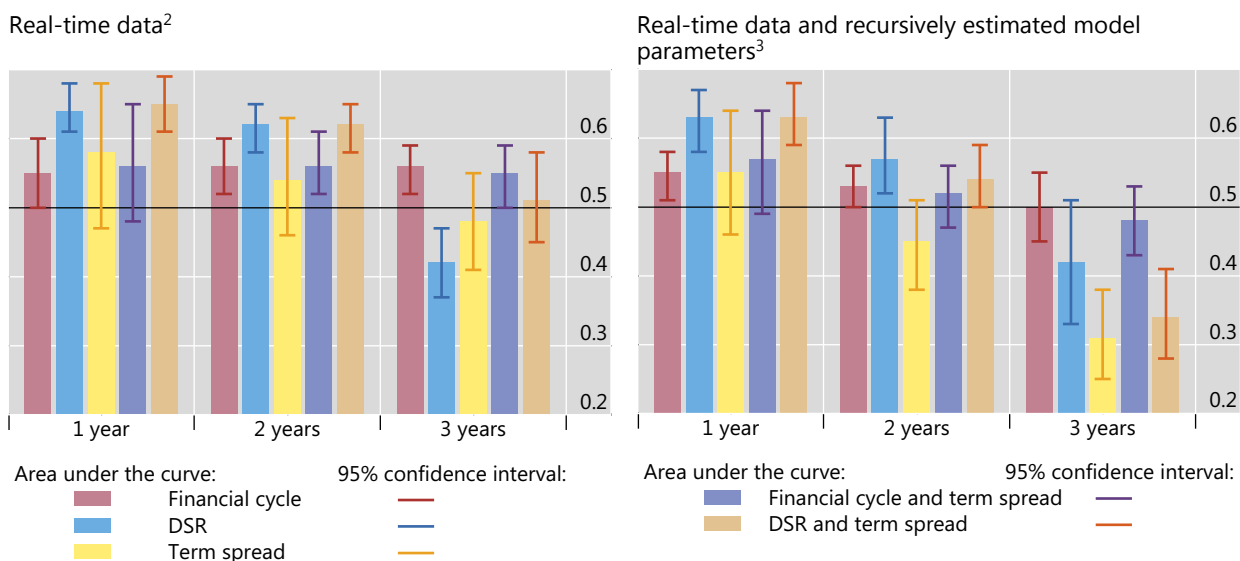 Real-time data2
0.6
0.5
0.4
0.3
0.2
1 year 2 years 3 years
Real-time data and recursively estimated model
parameters3
0.6
0.5
0.4
0.3
0.2
1 year 2 years 3 years
Area under the curve: 95% confidence interval:
Financial cycle
DSR
Term spread
Area under the curve: 95% confidence interval:
Financial cycle and term spread
DSR and term spread